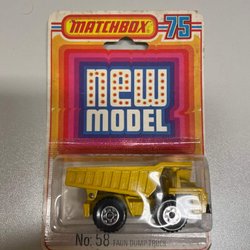 MATCHBOX 75
new
MODEL
No: 58 FAUN DUMP TRUCK